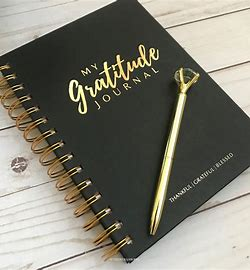 MY
Gratitude
JOURNAL
THANKFUL | GRATEFUL | BLESSED